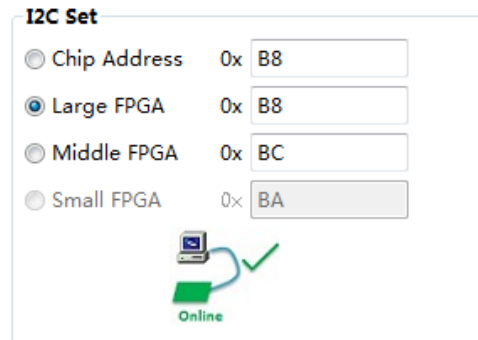 I2C Set
Chip Address 0x B8
Large FPGA 0x B8
Middle FPGA 0x BC
Small FPGA 0x BA
Online